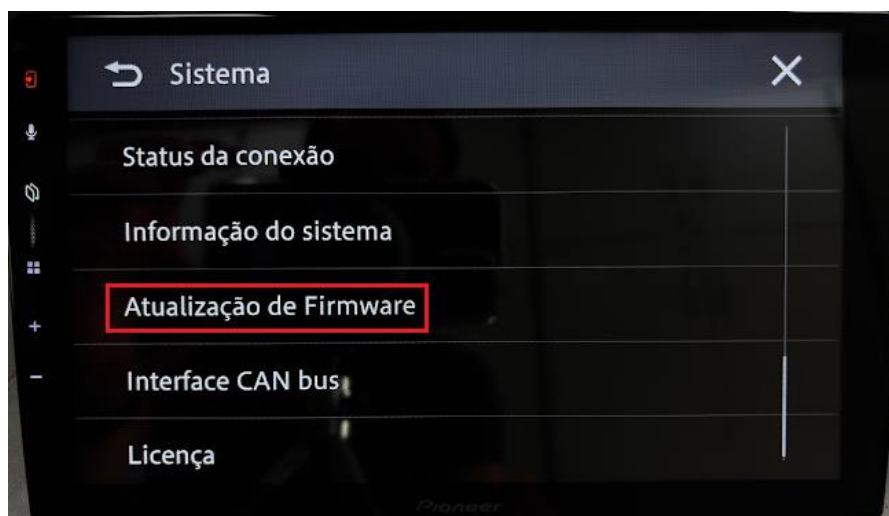 Sistema
Status da conexão
Informação do sistema
Atualização de Firmware
Interface CAN bus
Licença
Pioneer